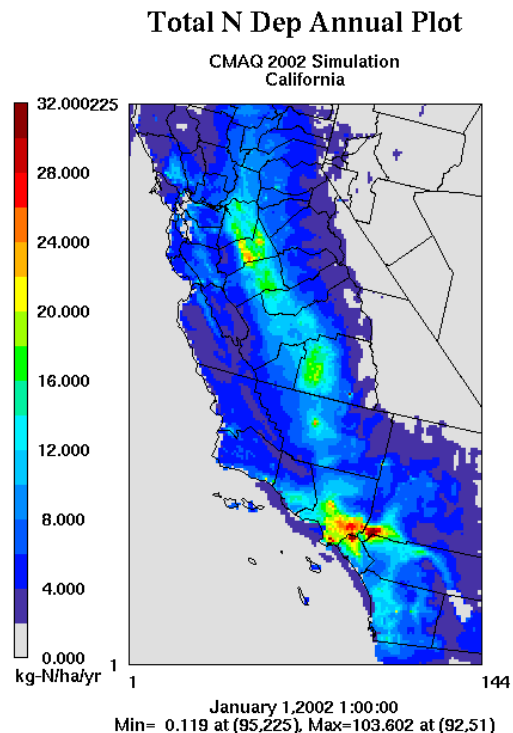 Total N Dep Annual Plot
CMAQ 2002 Simulation
California
32.000
28.000
24.000
20.000
16.000
12.000
8.000
4.000
0.000
kg-N/ha/yr
225
1
1
144
January 1,2002 1:00:00
Min= 0.119 at (95,225), Max=103.602 at (92,51)